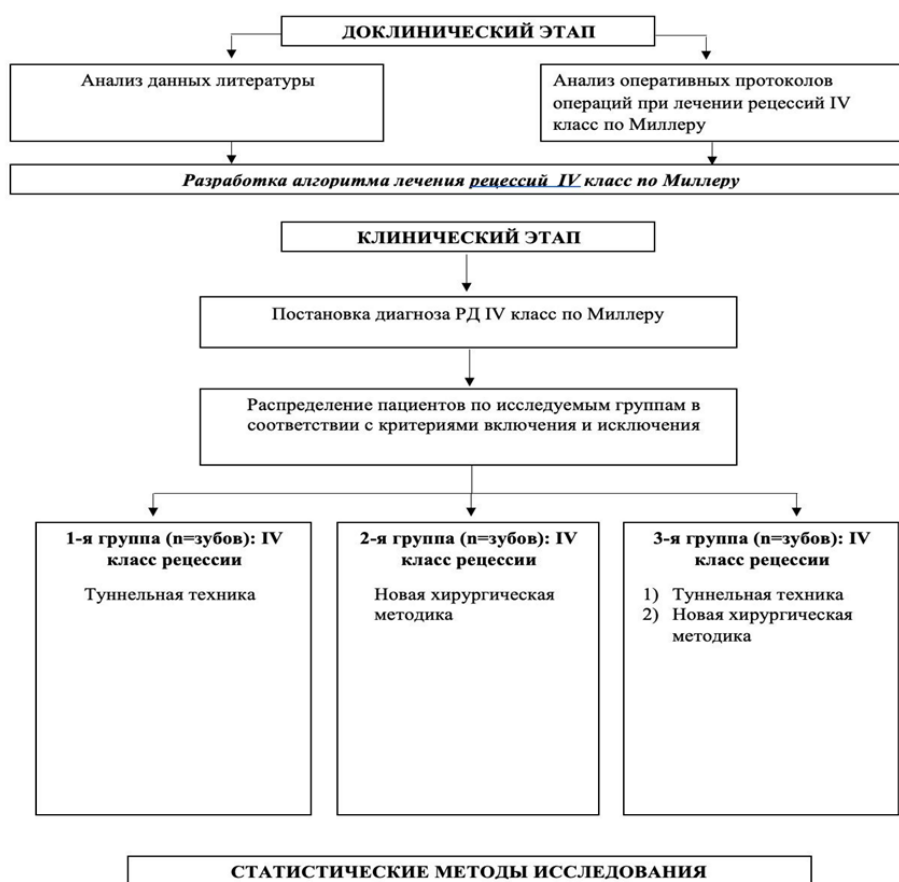 ДОКЛИНИЧЕСКИЙ ЭТАП
Анализ данных литературы
Анализ оперативных протоколов
операций при лечении рецессий IV
класс по Миллеру
Разработка алгоритма лечения рецессий IV класс по Миллеру
КЛИНИЧЕСКИЙ ЭТАП
Постановка диагноза РД IV класс по Миллеру
Распределение пациентов по исследуемым группам в
соответствии с критериями включения и исключения
1-я группа (n=зубов): IV
класс рецессии
Туннельная техника
2-я группа (n=зубов): IV
класс рецессии
Новая хирургическая
методика
3-я группа (n=зубов): IV
класс рецессии
1) Туннельная техника
2) Новая хирургическая
методика
СТАТИСТИЧЕСКИЕ МЕТОДЫ ИССЛЕДОВАНИЯ